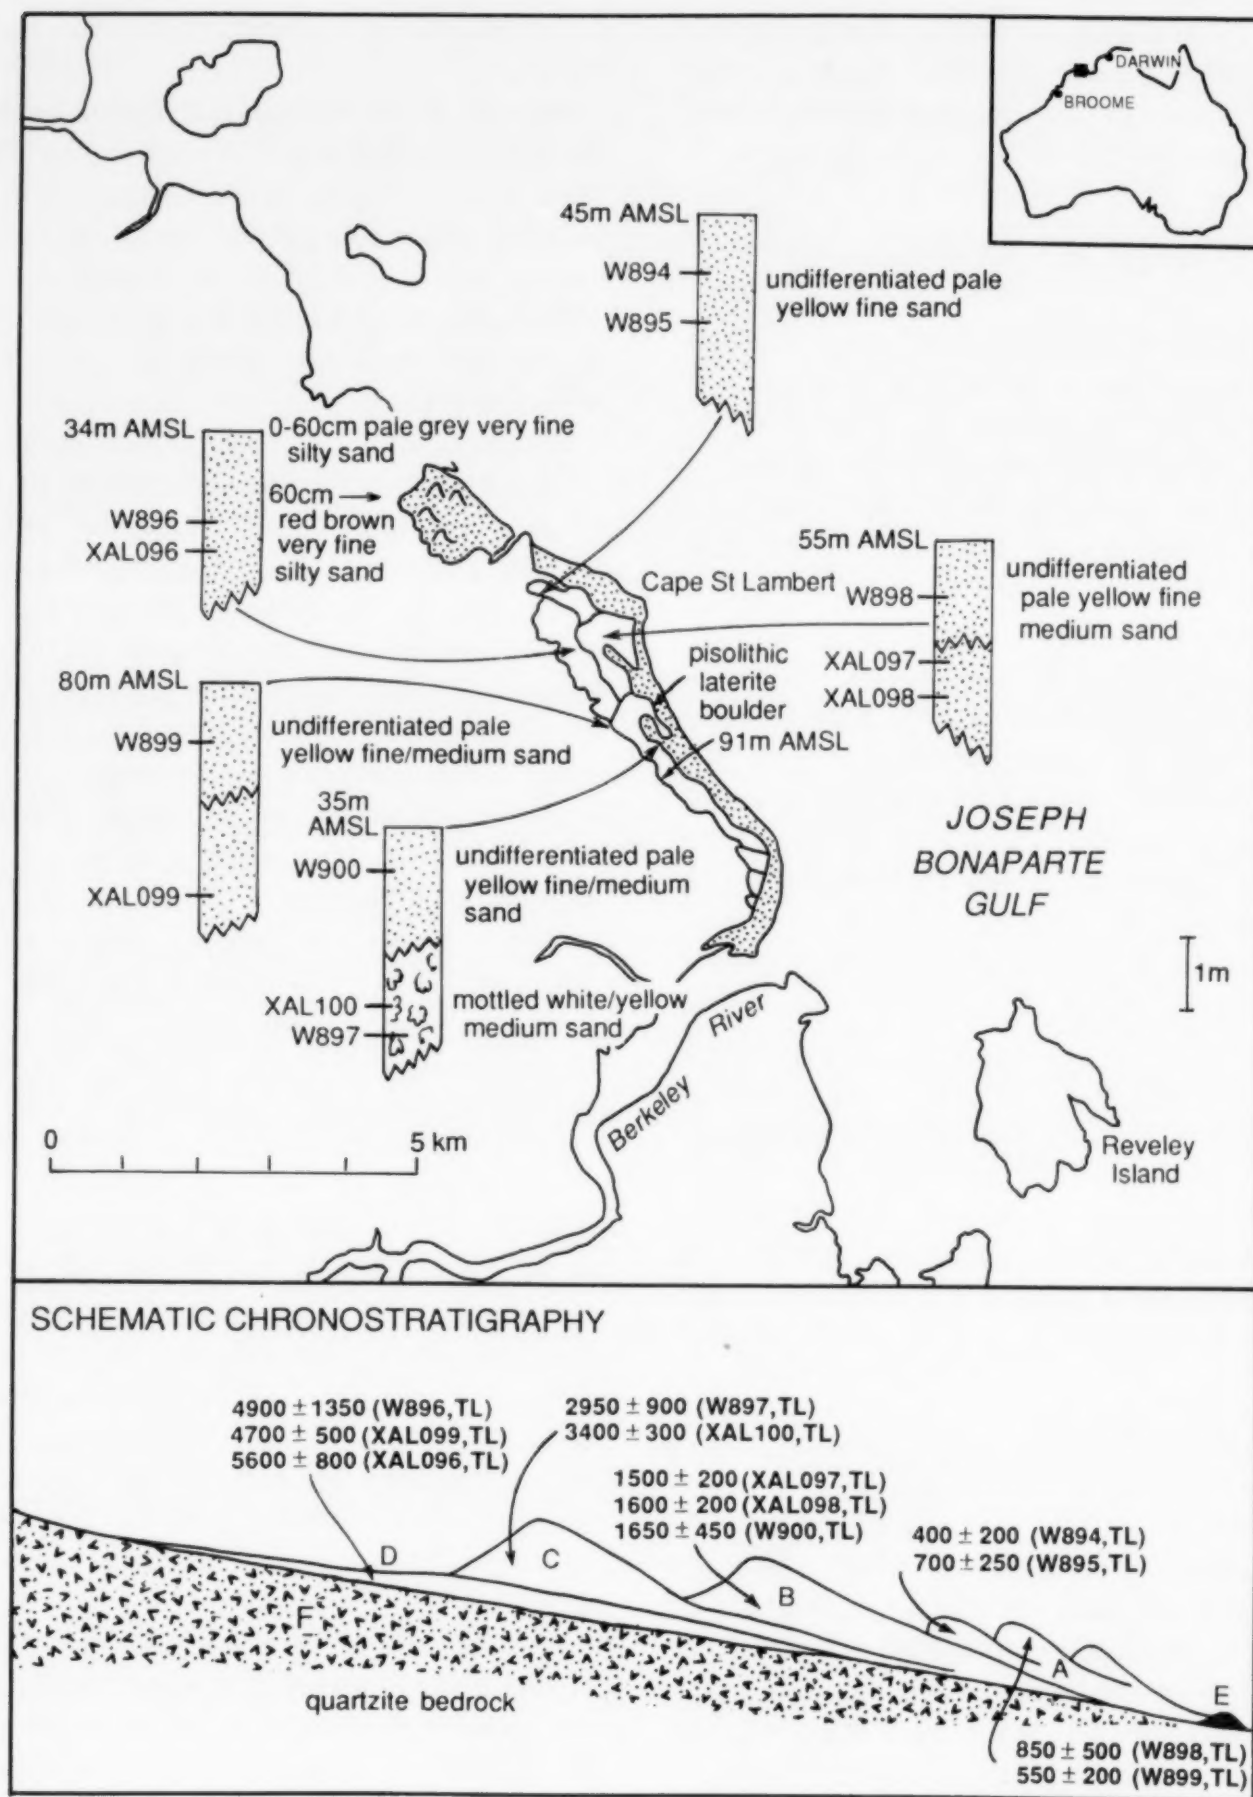 DARWIN
BROOME
45m AMSL
W894
W895
undifferentiated pale
yellow fine sand
34m AMSL
0-60cm pale grey very fine
silty sand
60cm
red brown
very fine
silty sand
W896
XAL096
55m AMSL
Cape St Lambert
W898
undifferentiated
pale yellow fine
medium sand
XAL097
XAL098
pisolithic
laterite
boulder
91m AMSL
80m AMSL
W899
undifferentiated pale
yellow fine/medium sand
XAL099
35m
AMSL
W900
undifferentiated pale
yellow fine/medium
sand
XAL100
W897
mottled white/yellow
medium sand
JOSEPH
BONAPARTE
GULF
1m
River
Berkeley
Reveley
Island
0 5 km
SCHEMATIC CHRONOSTRATIGRAPHY
4900 ± 1350 (W896,TL)
4700 ± 500 (XAL099,TL)
5600 ± 800 (XAL096,TL)
2950 ± 900 (W897,TL)
3400 ± 300 (XAL100,TL)
1500 ± 200 (XAL097,TL)
1600 ± 200 (XAL098,TL)
1650 ± 450 (W900,TL)
400 ± 200 (W894,TL)
700 ± 250 (W895,TL)
D
C
B
A
E
F
quartzite bedrock
850 ± 500 (W898,TL)
550 ± 200 (W899,TL)